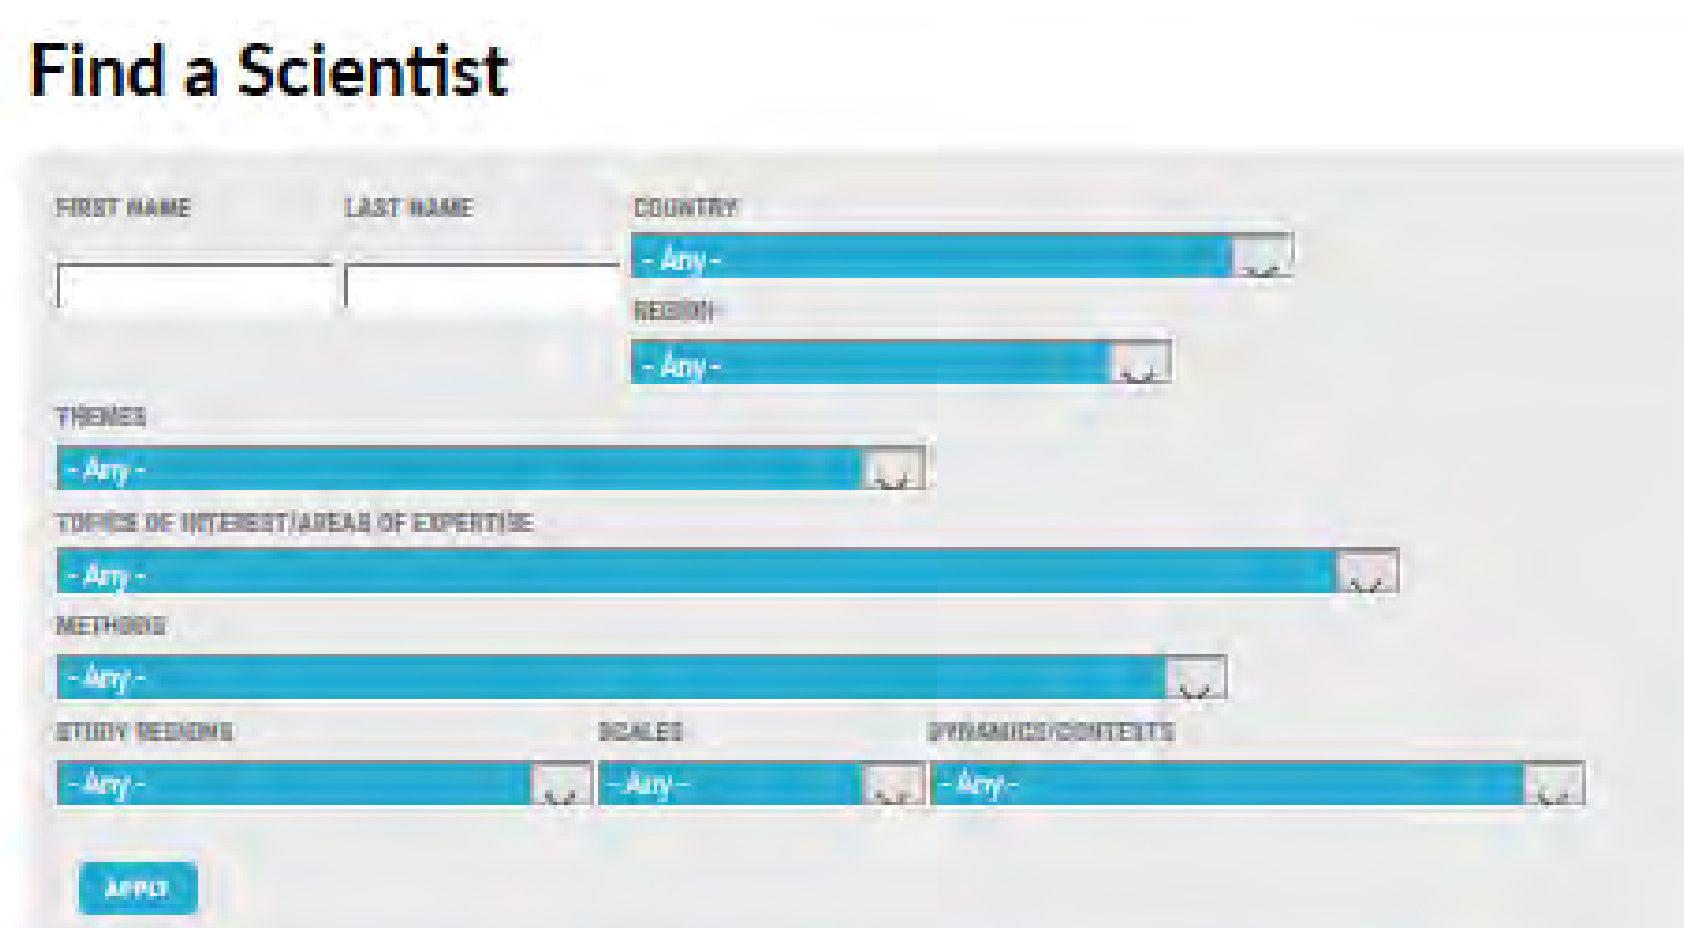 Find a Scientist
FIRST NAME LAST NAME COUNTRY
- Any -
REGION
- Any -
THEMES
- Any -
TOPICS OF INTEREST/AREAS OF EXPERTISE
- Any -
METHODS
- Any -
STUDY REGIONS SCALES DYNAMICS/CONTEXTS
- Any - - Any - - Any -
APPLY